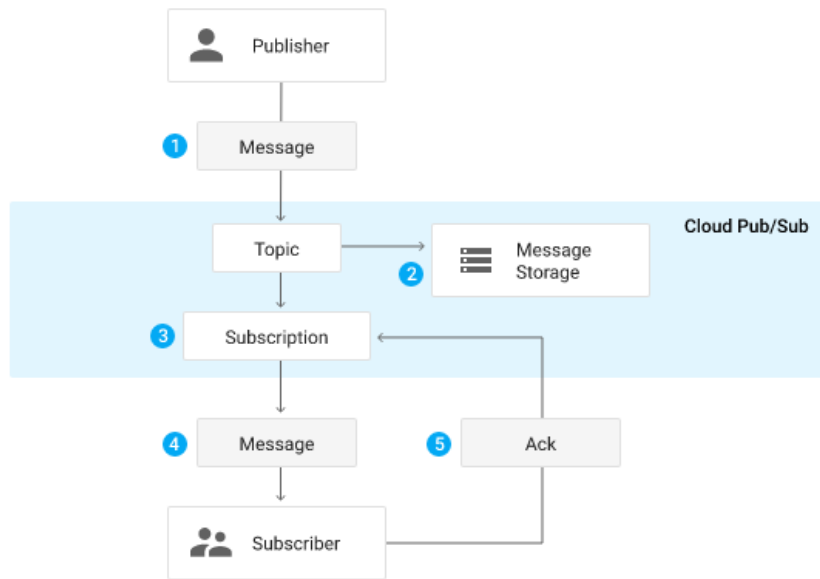 Publisher
1
Message
Cloud Pub/Sub
Topic
2
Message
Storage
3
Subscription
4
Message
5
Ack
Subscriber